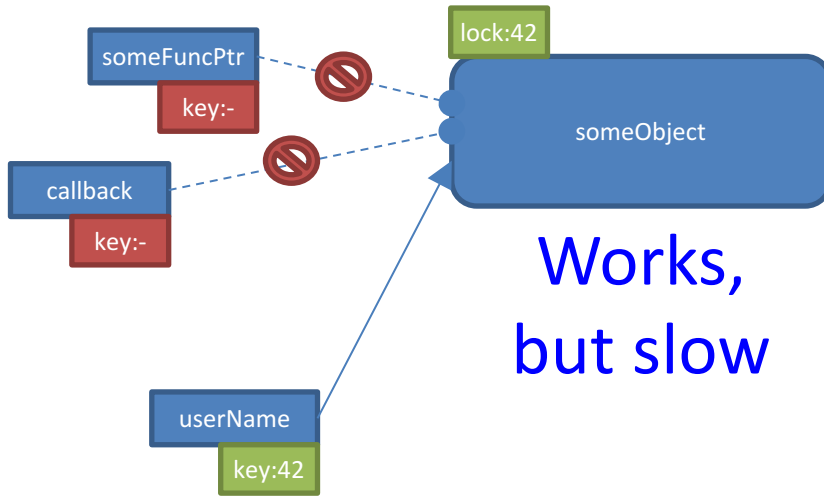 lock:42
someFuncPtr
key:-
someObject
callback
key:-
Works,
but slow
userName
key:42